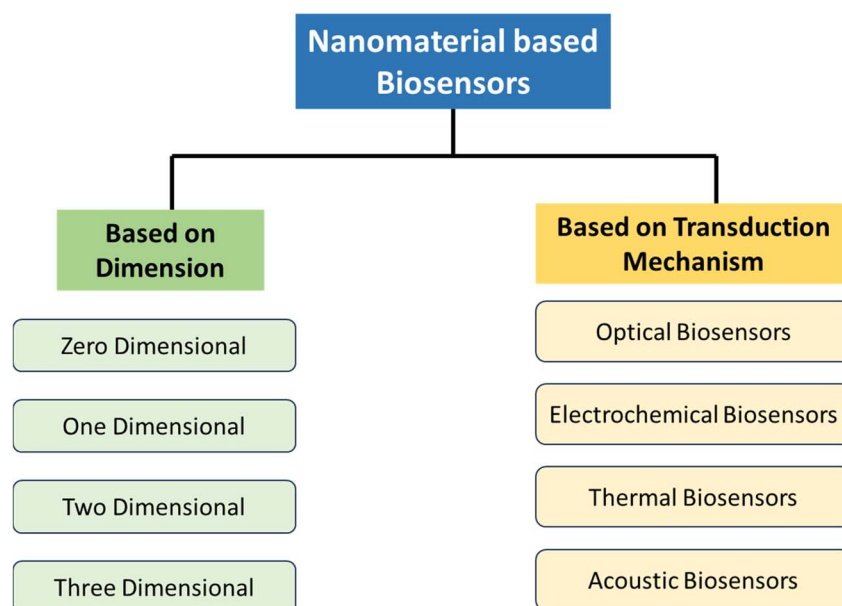 Nanomaterial based
Biosensors
Based on
Dimension
Zero Dimensional
One Dimensional
Two Dimensional
Three Dimensional
Based on Transduction
Mechanism
Optical Biosensors
Electrochemical Biosensors
Thermal Biosensors
Acoustic Biosensors